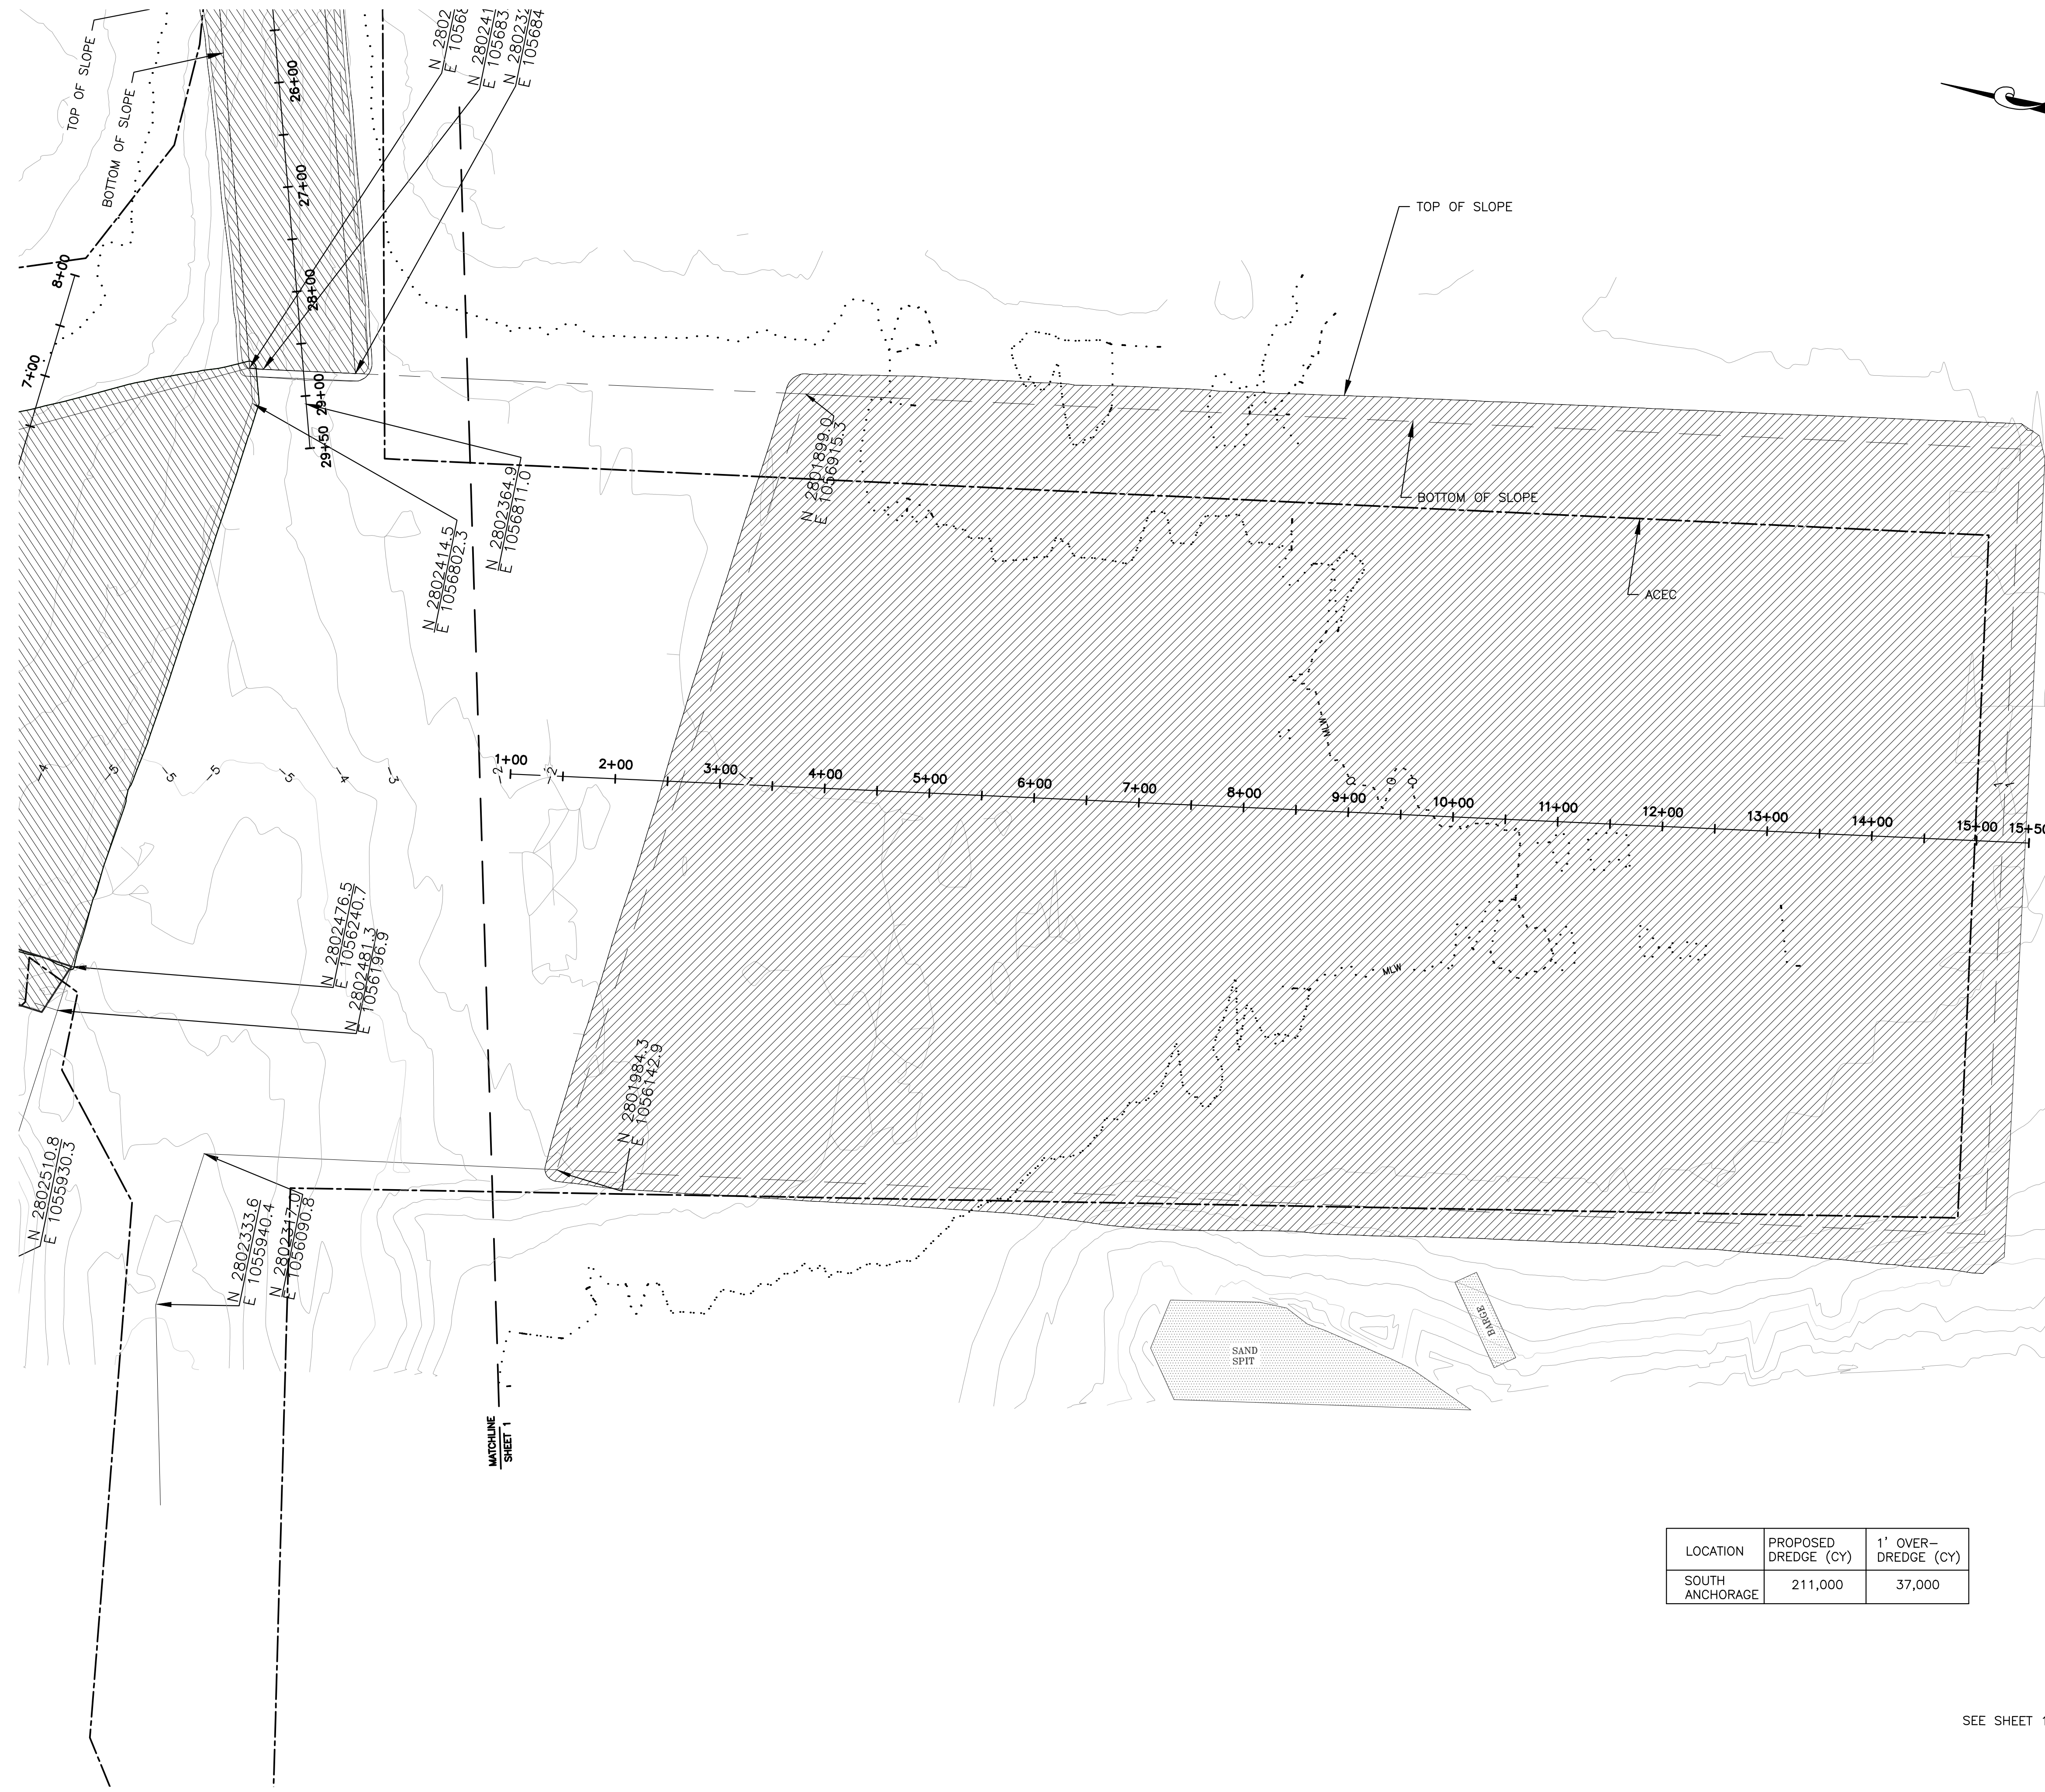 TOP OF SLOPE
BOTTOM OF SLOPE
26+00
27+00
28+00
29+00
29+50
8+00
7+00
TOP OF SLOPE
BOTTOM OF SLOPE
ACEC
N 2801899.0
E 1056915.3
N 2802364.9
E 1056811.0
N 2802414.5
E 1056802.3
MLW
-4
-5
-5
-5
-5
-4
-3
-2
-2
1+00
2+00
3+00
4+00
5+00
6+00
7+00
8+00
9+00
10+00
11+00
12+00
13+00
14+00
15+00
0
0
0
N 2802476.5
E 1056240.7
N 2802481.3
E 1056196.9
MLW
N 2801984.3
E 1056142.9
N 2802510.8
E 1055930.3
N 2802333.6
E 1055940.4
N 2802317.0
E 1056090.8
BARGE
SAND
SPIT
MATCHLINE
SHEET 1
LOCATION
PROPOSED
DREDGE (CY)
1' OVER-
DREDGE (CY)
SOUTH
ANCHORAGE
211,000
37,000
SEE SHEET 1